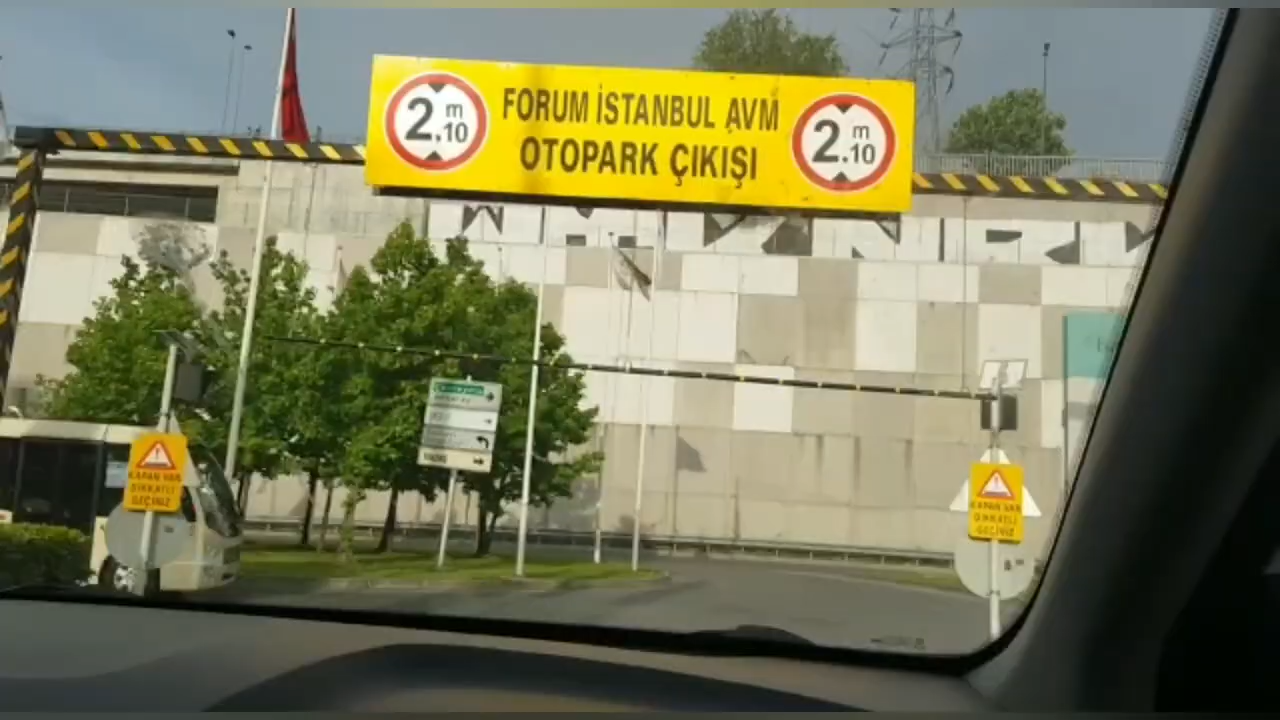 2.10 m
FORUM İSTANBUL AVM
OTOPARK ÇIKIŞI
2.10 m
KAPAN VAR
DİKKATLİ
GEÇİNİZ
KAPAN VAR
DİKKATLİ
GEÇİNİZ